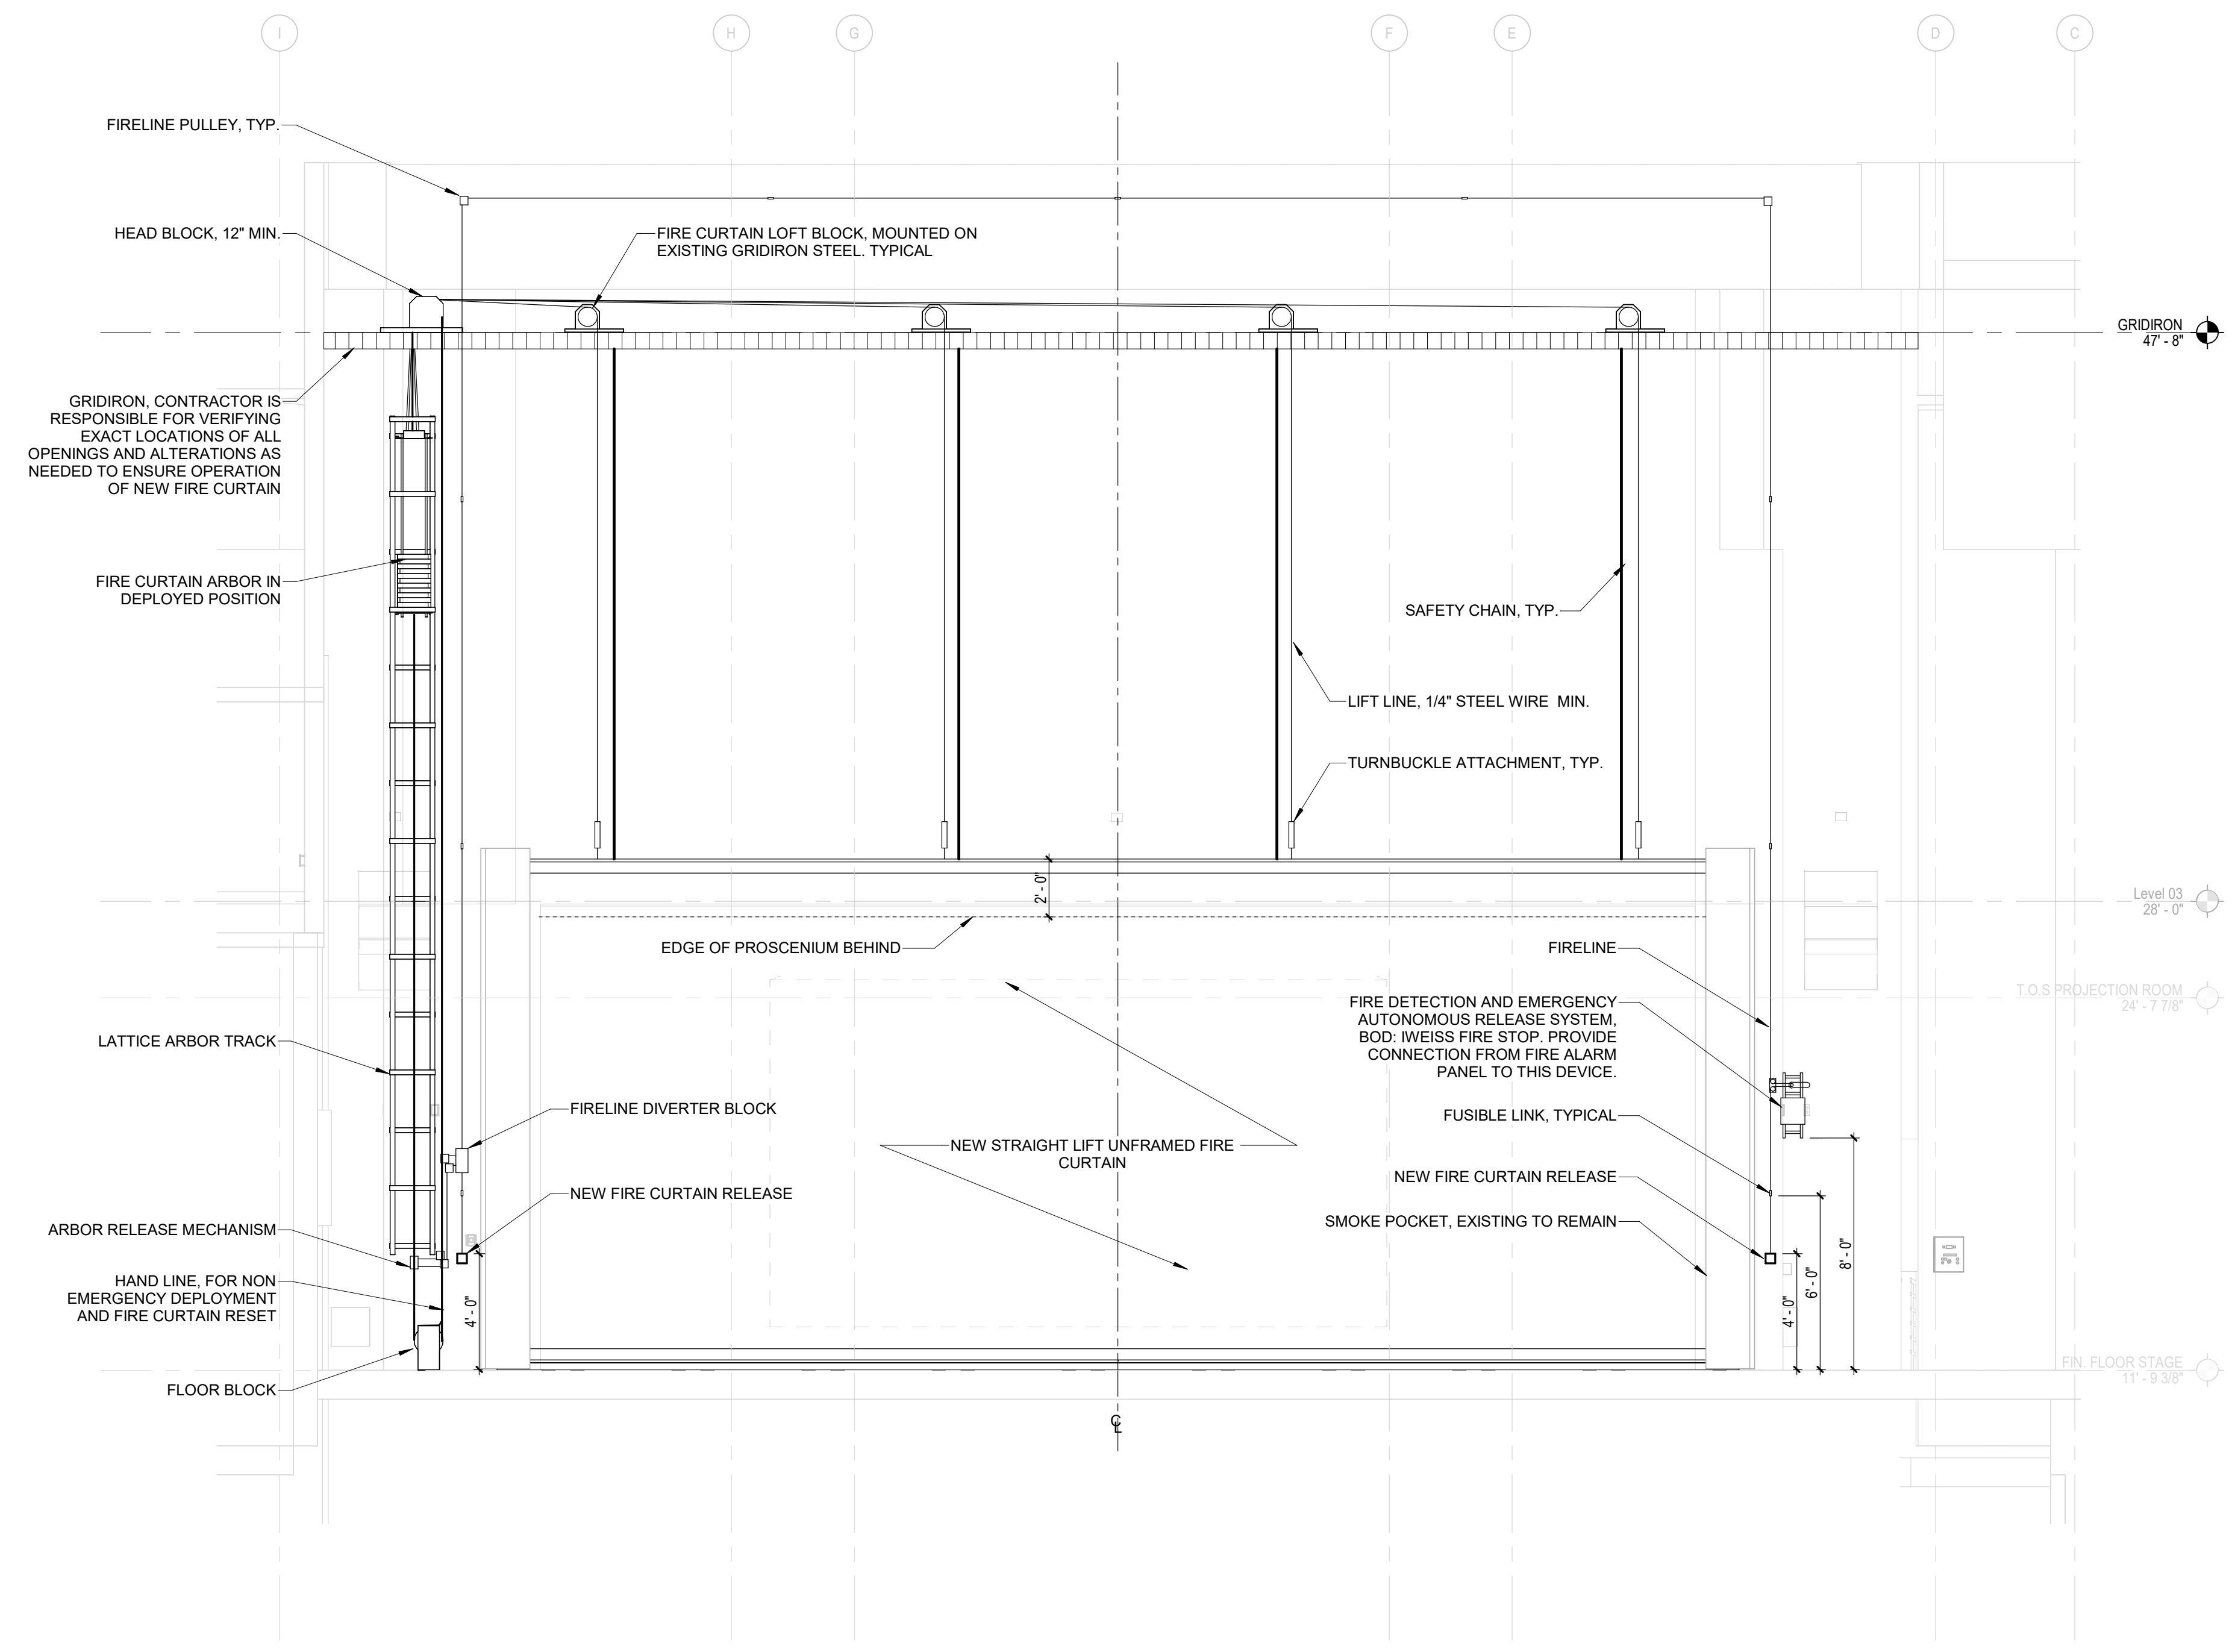 I
H
G
F
E
D
C
FIRELINE PULLEY, TYP.
HEAD BLOCK, 12" MIN.
FIRE CURTAIN LOFT BLOCK, MOUNTED ON
EXISTING GRIDIRON STEEL. TYPICAL
GRIDIRON
47' - 8"
GRIDIRON, CONTRACTOR IS
RESPONSIBLE FOR VERIFYING
EXACT LOCATIONS OF ALL
OPENINGS AND ALTERATIONS AS
NEEDED TO ENSURE OPERATION
OF NEW FIRE CURTAIN
FIRE CURTAIN ARBOR IN
DEPLOYED POSITION
SAFETY CHAIN, TYP.
LIFT LINE, 1/4" STEEL WIRE MIN.
TURNBUCKLE ATTACHMENT, TYP.
2' - 0"
Level 03
28' - 0"
EDGE OF PROSCENIUM BEHIND
FIRELINE
T.O.S PROJECTION ROOM
24' - 7 7/8"
FIRE DETECTION AND EMERGENCY
AUTONOMOUS RELEASE SYSTEM,
BOD: IWEISS FIRE STOP. PROVIDE
CONNECTION FROM FIRE ALARM
PANEL TO THIS DEVICE.
LATTICE ARBOR TRACK
FIRELINE DIVERTER BLOCK
FUSIBLE LINK, TYPICAL
NEW STRAIGHT LIFT UNFRAMED FIRE
CURTAIN
NEW FIRE CURTAIN RELEASE
NEW FIRE CURTAIN RELEASE
SMOKE POCKET, EXISTING TO REMAIN
ARBOR RELEASE MECHANISM
HAND LINE, FOR NON
EMERGENCY DEPLOYMENT
AND FIRE CURTAIN RESET
4' - 0"
4' - 0"
6' - 0"
8' - 0"
FLOOR BLOCK
FIN. FLOOR STAGE
11' - 9 3/8"
CL